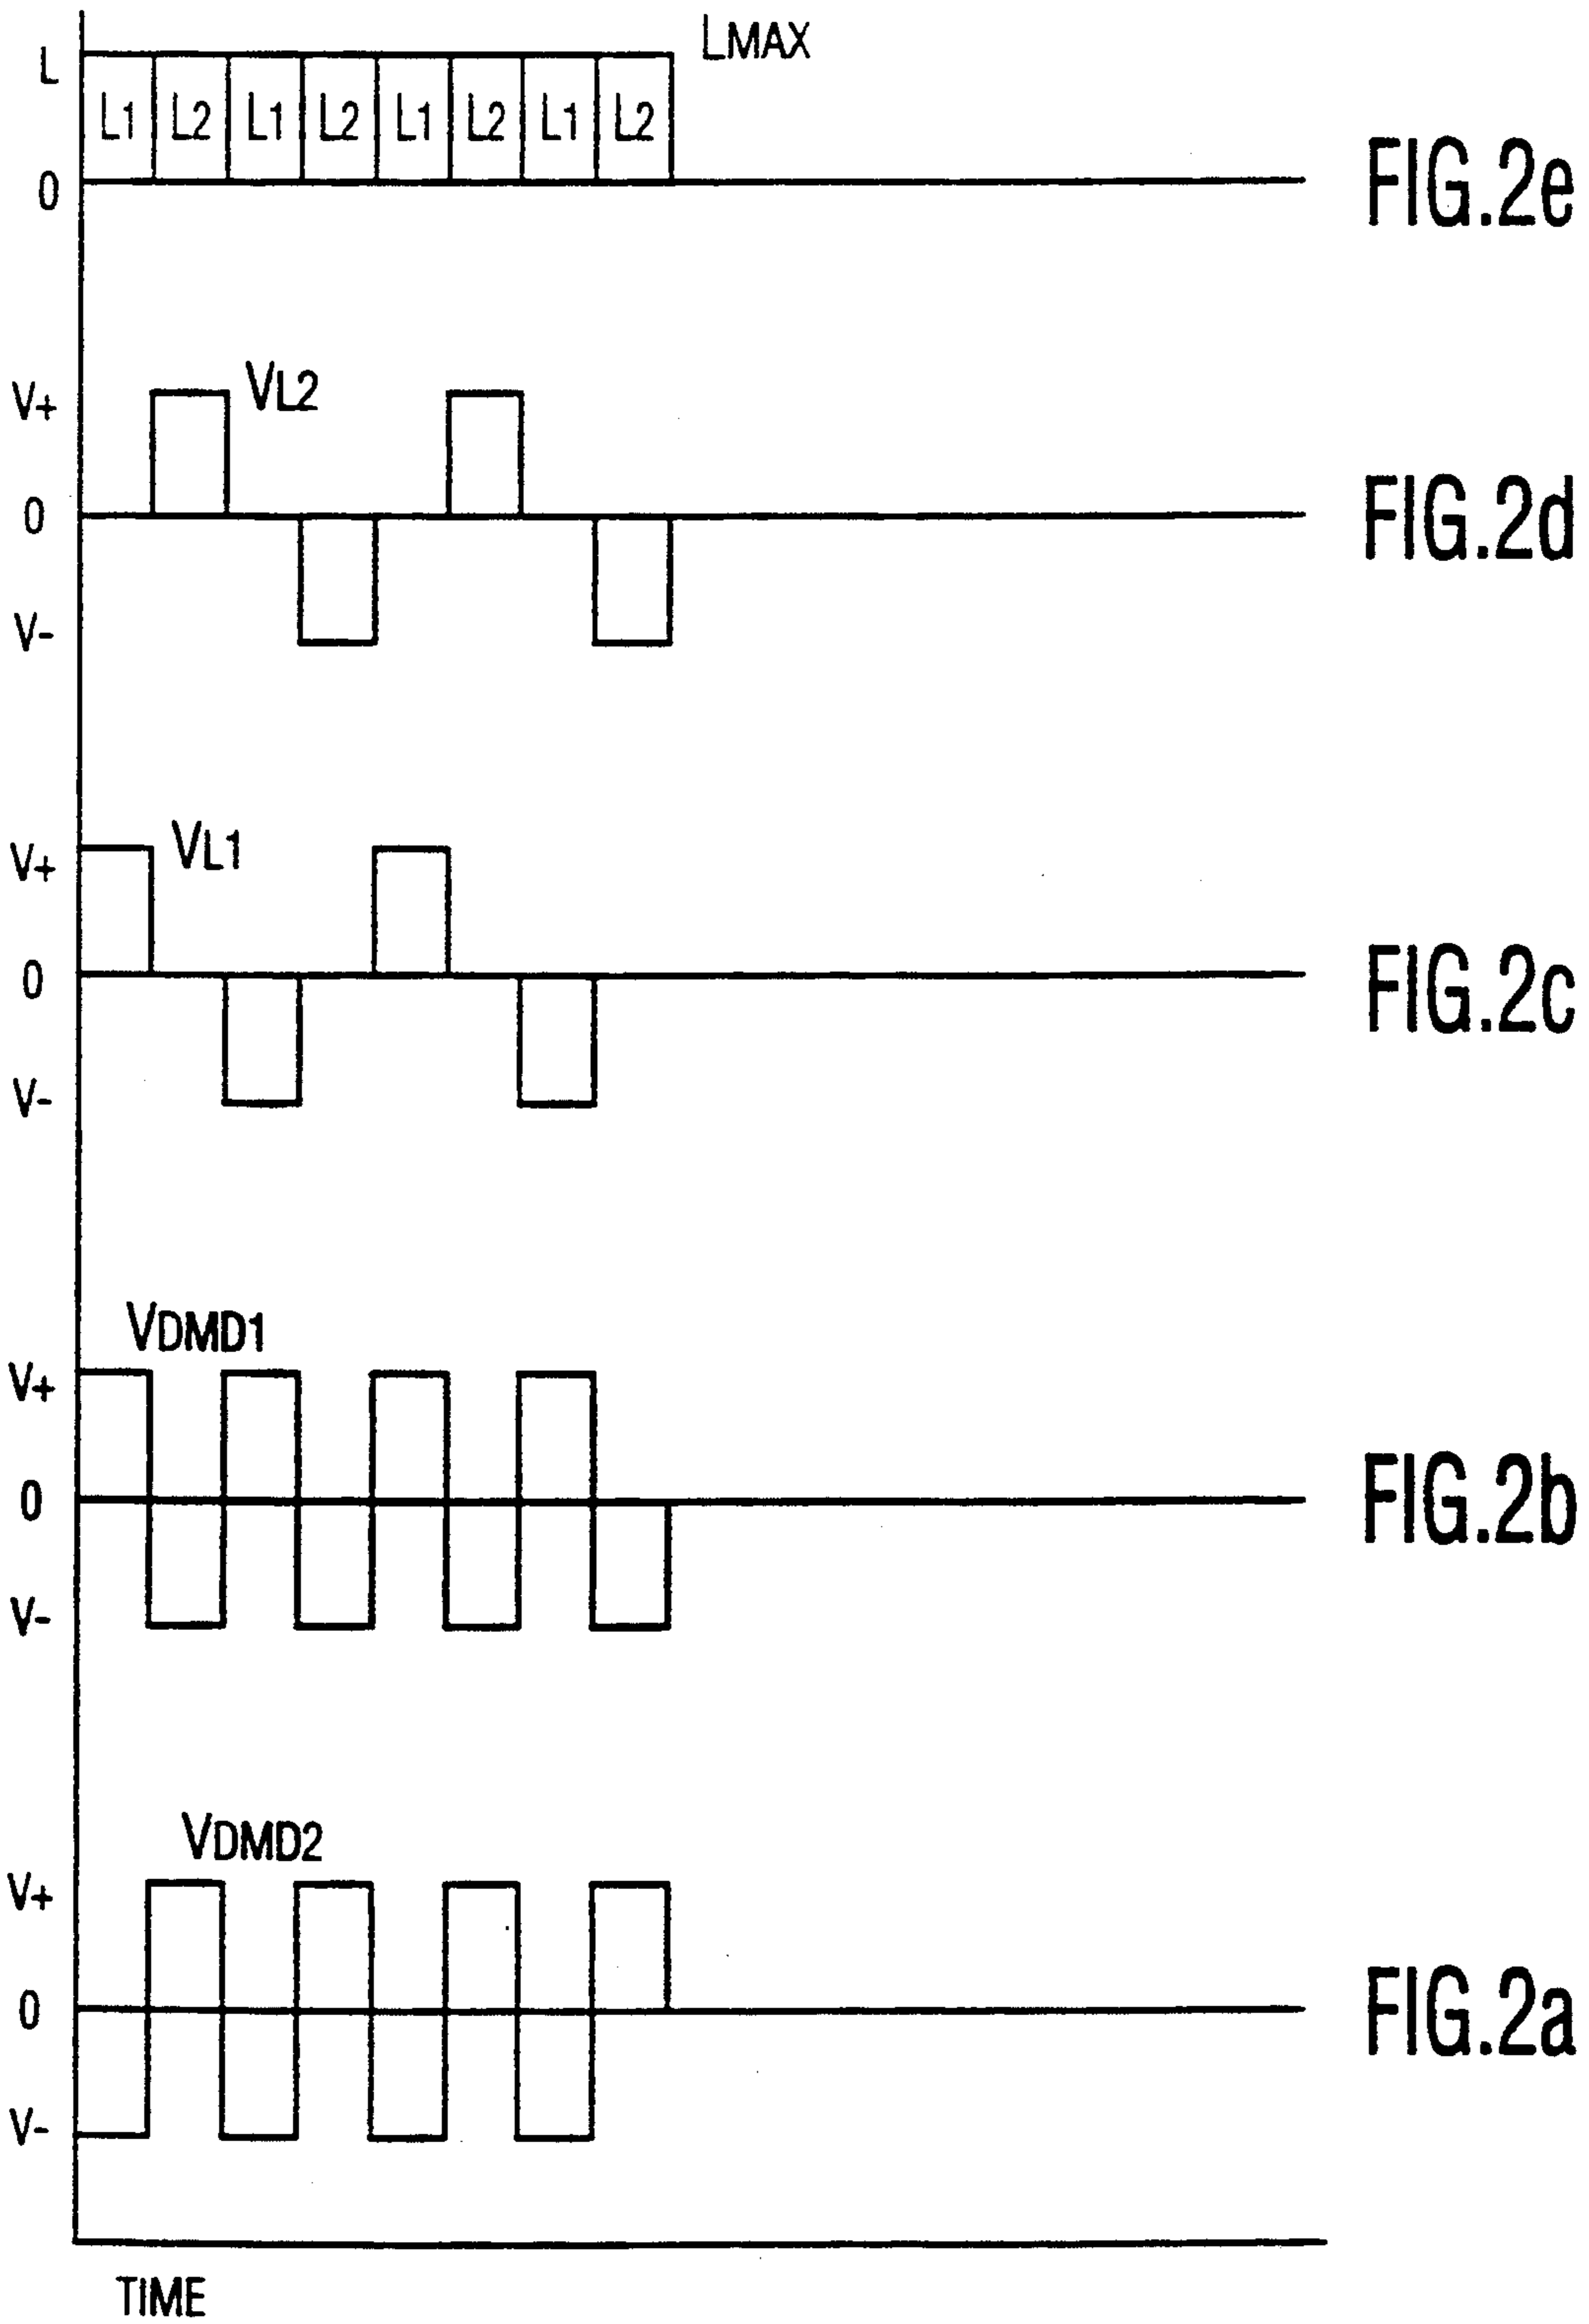 LMAX
L
L1 L2 L1 L2 L1 L2 L1 L2
0
FIG.2e
VL2
V+
0
V-
FIG.2d
VL1
V+
0
V-
FIG.2c
VDMD1
V+
0
V-
FIG.2b
VDMD2
V+
0
V-
FIG.2a
TIME